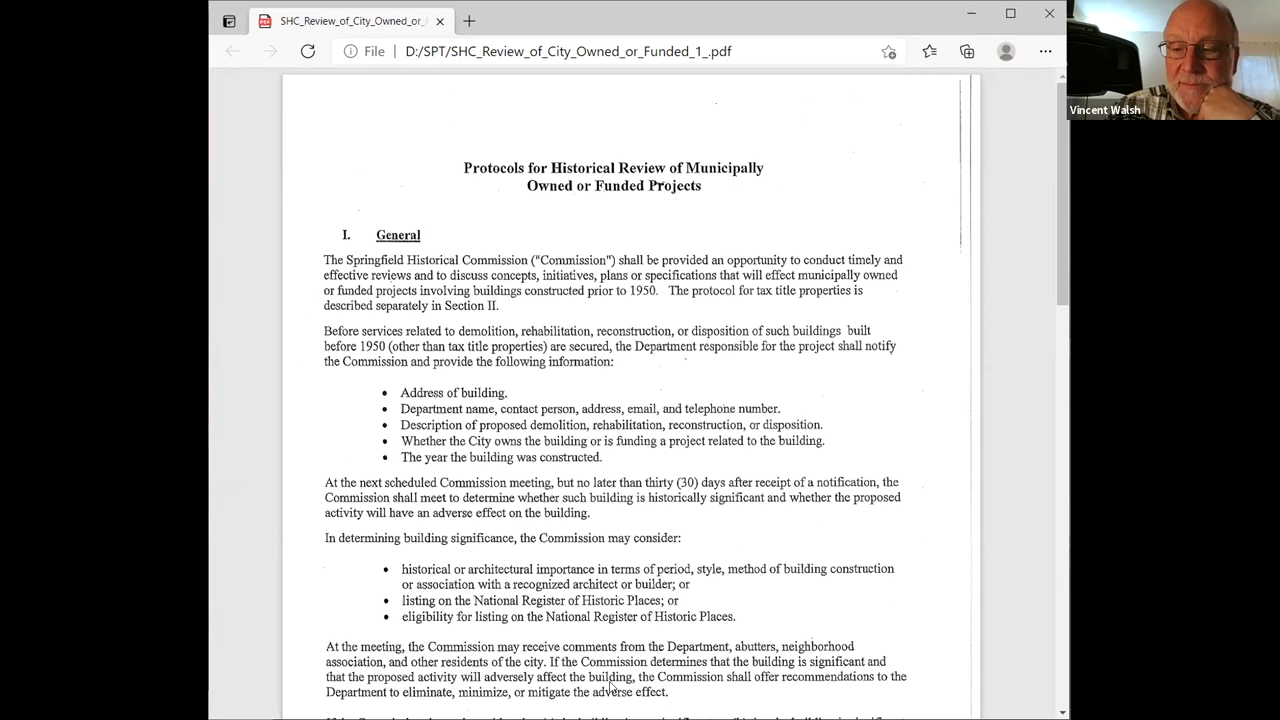 SHC_Review_of_City_Owned_or_
File
D:/SPT/SHC_Review_of_City_Owned_or_Funded_1_.pdf
Vincent Walsh
Protocols for Historical Review of Municipally
Owned or Funded Projects
I. General
The Springfield Historical Commission ("Commission") shall be provided an opportunity to conduct timely and
effective reviews and to discuss concepts, initiatives, plans or specifications that will effect municipally owned
or funded projects involving buildings constructed prior to 1950. The protocol for tax title properties is
described separately in Section II.
Before services related to demolition, rehabilitation, reconstruction, or disposition of such buildings built
before 1950 (other than tax title properties) are secured, the Department responsible for the project shall notify
the Commission and provide the following information:
• Address of building.
• Department name, contact person, address, email, and telephone number.
• Description of proposed demolition, rehabilitation, reconstruction, or disposition.
• Whether the City owns the building or is funding a project related to the building.
• The year the building was constructed.
At the next scheduled Commission meeting, but no later than thirty (30) days after receipt of a notification, the
Commission shall meet to determine whether such building is historically significant and whether the proposed
activity will have an adverse effect on the building.
In determining building significance, the Commission may consider:
• historical or architectural importance in terms of period, style, method of building construction
or association with a recognized architect or builder; or
• listing on the National Register of Historic Places; or
• eligibility for listing on the National Register of Historic Places.
At the meeting, the Commission may receive comments from the Department, abutters, neighborhood
association, and other residents of the city. If the Commission determines that the building is significant and
that the proposed activity will adversely affect the building, the Commission shall offer recommendations to the
Department to eliminate, minimize, or mitigate the adverse effect.